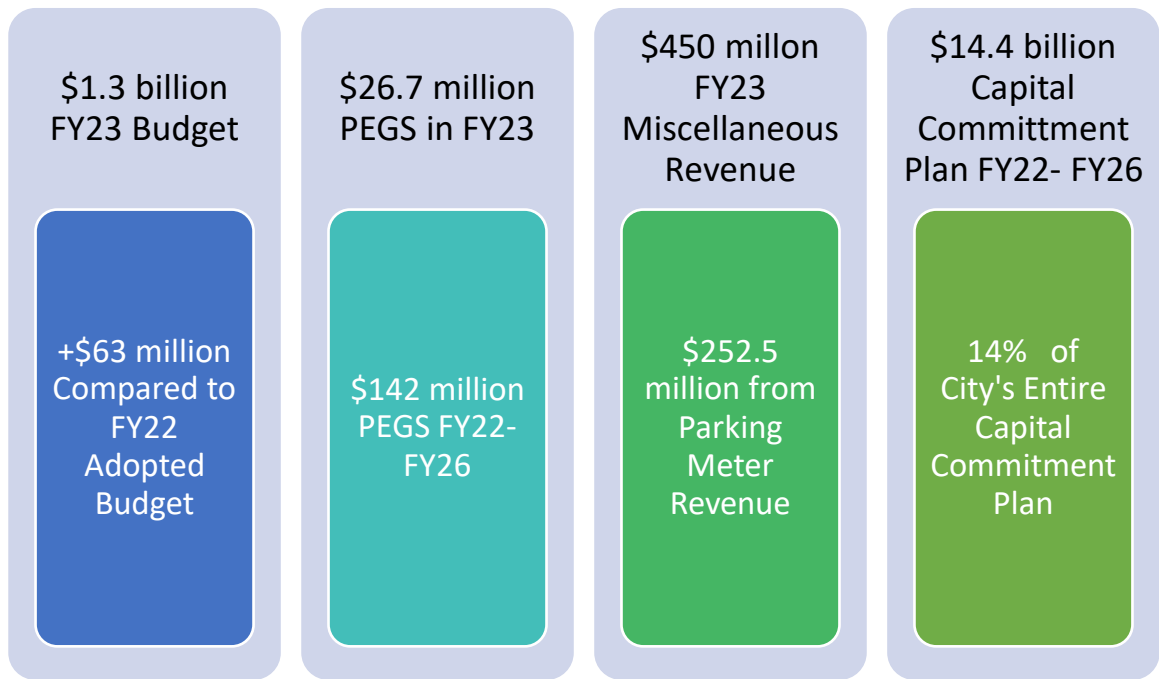 $1.3 billion
FY23 Budget
+$63 million
Compared to
FY22
Adopted
Budget
$26.7 million
PEGS in FY23
$142 million
PEGS FY22-
FY26
$450 millon
FY23
Miscellaneous
Revenue
$252.5
million from
Parking
Meter
Revenue
$14.4 billion
Capital
Committment
Plan FY22- FY26
14% of
City's Entire
Capital
Commitment
Plan